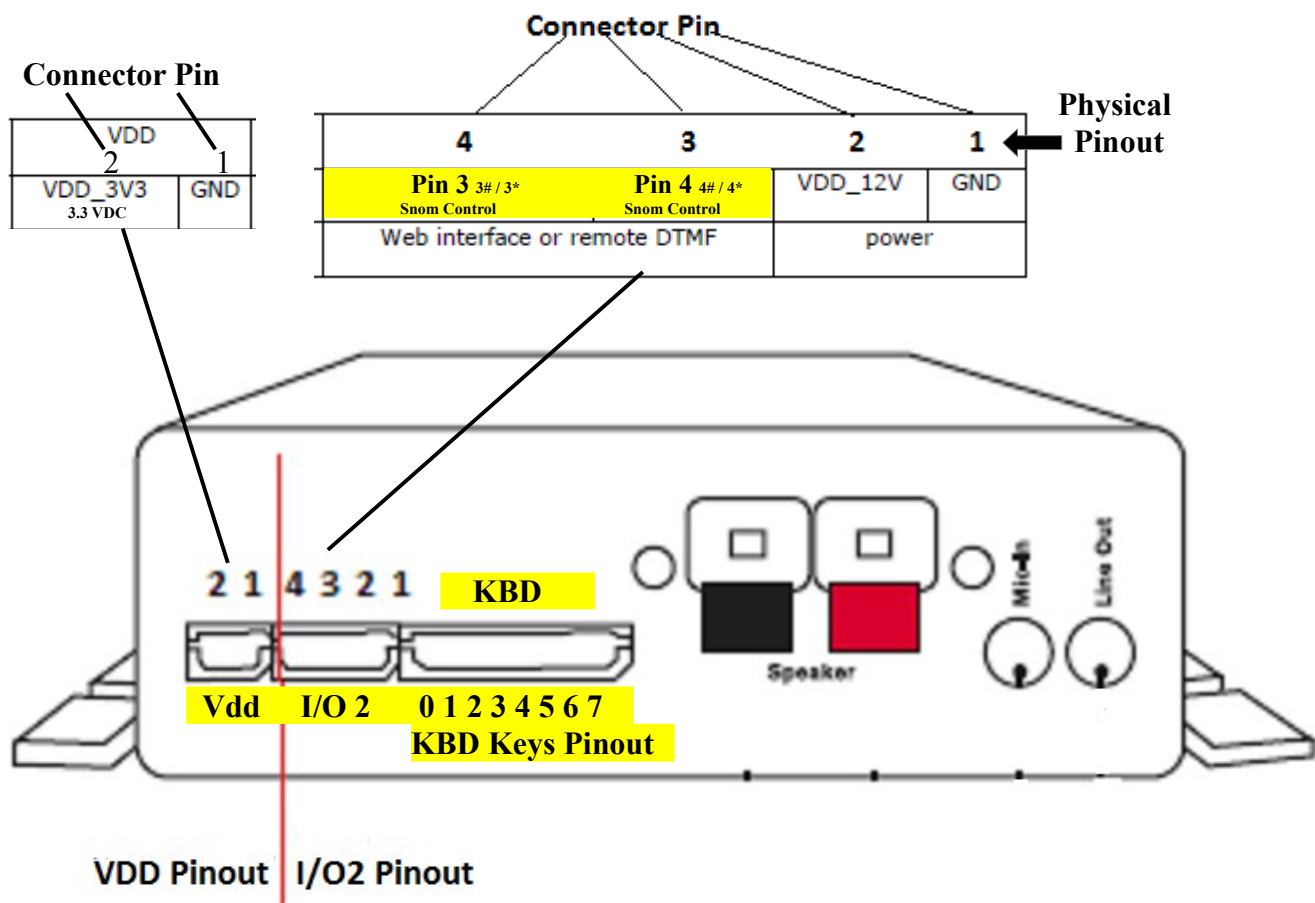 Connector Pin
Connector Pin
Physical
Pinout
VDD
2 1
VDD_3V3 GND
3.3 VDC
4 3 2 1
Pin 3 3# / 3* Pin 4 4# / 4* VDD_12V GND
Snom Control Snom Control
Web interface or remote DTMF power
2 1 4 3 2 1 KBD
Mic-In
Line Out
Speaker
Vdd I/O 2 0 1 2 3 4 5 6 7
KBD Keys Pinout
VDD Pinout I/O2 Pinout